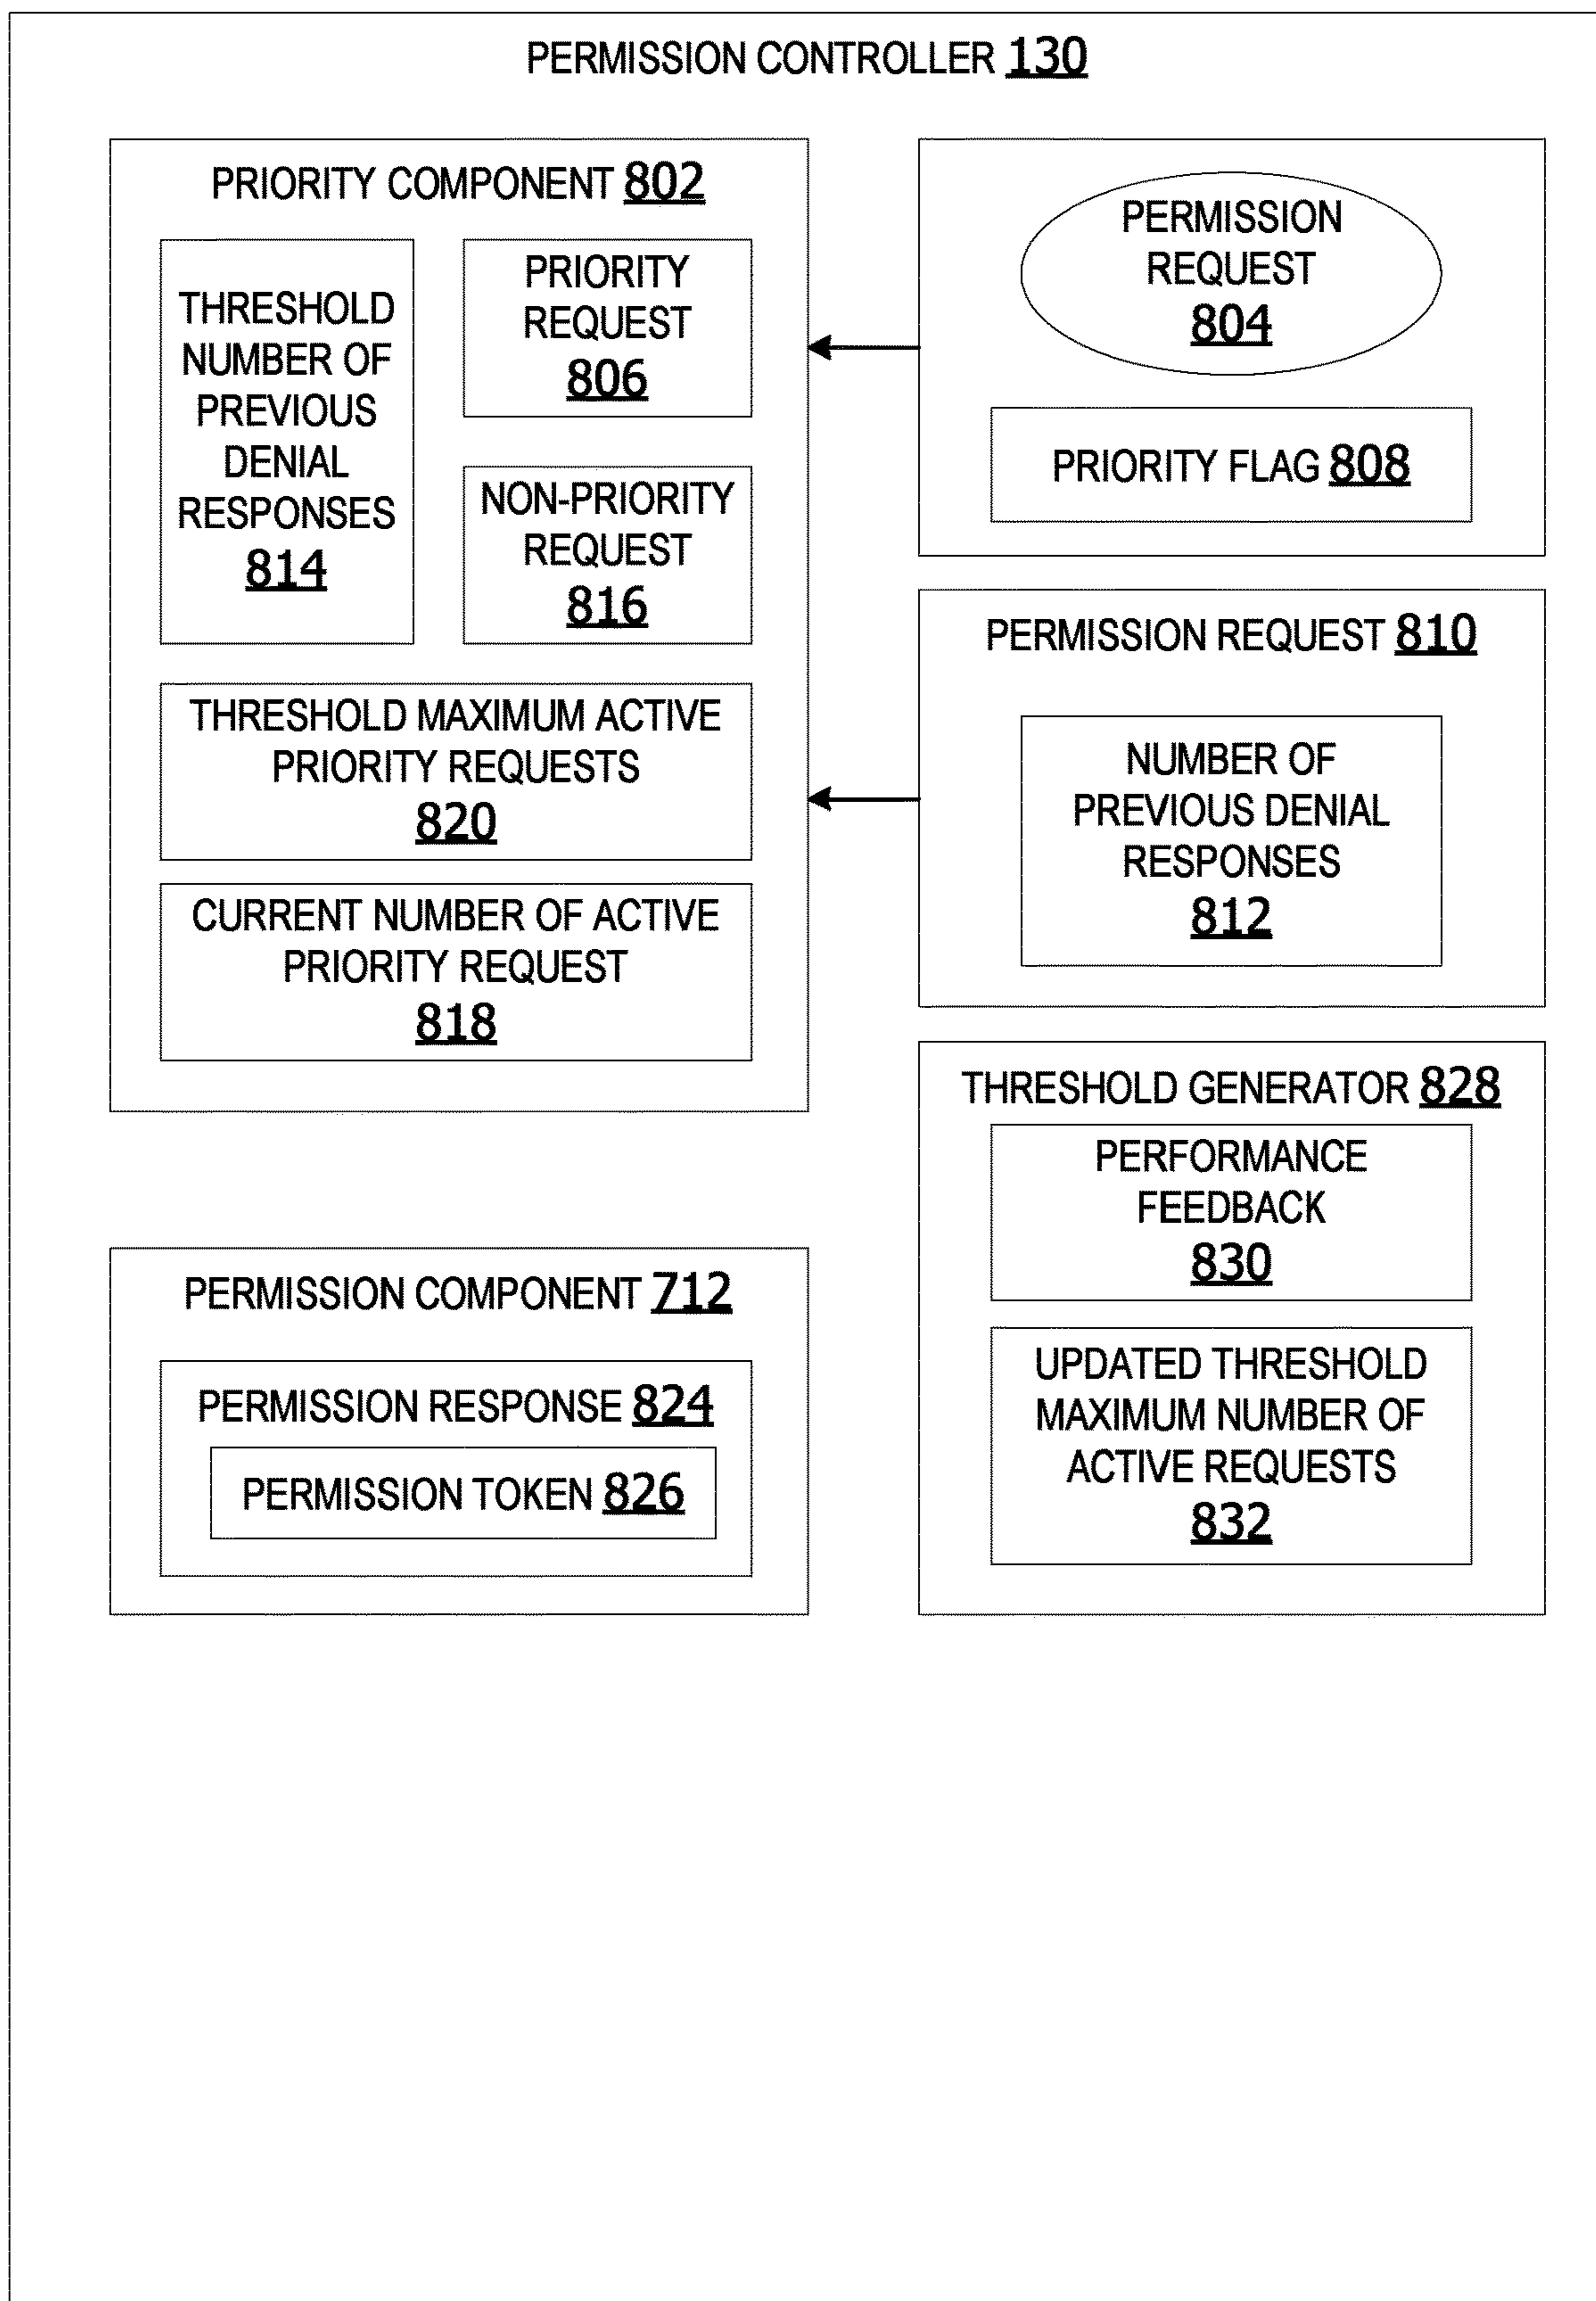 PERMISSION CONTROLLER 130
PRIORITY COMPONENT 802
THRESHOLD
NUMBER OF
PREVIOUS
DENIAL
RESPONSES
814
PRIORITY
REQUEST
806
NON-PRIORITY
REQUEST
816
THRESHOLD MAXIMUM ACTIVE
PRIORITY REQUESTS
820
CURRENT NUMBER OF ACTIVE
PRIORITY REQUEST
818
PERMISSION
REQUEST
804
PRIORITY FLAG 808
PERMISSION REQUEST 810
NUMBER OF
PREVIOUS DENIAL
RESPONSES
812
PERMISSION COMPONENT 712
PERMISSION RESPONSE 824
PERMISSION TOKEN 826
THRESHOLD GENERATOR 828
PERFORMANCE
FEEDBACK
830
UPDATED THRESHOLD
MAXIMUM NUMBER OF
ACTIVE REQUESTS
832